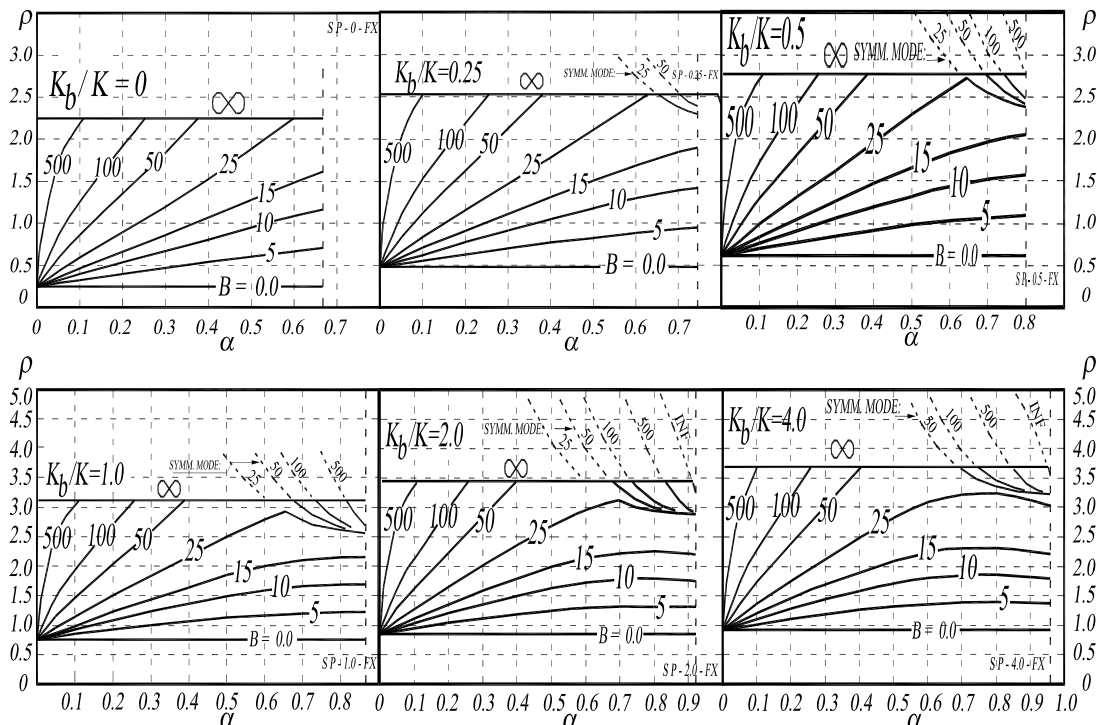 ρ
3.0
2.5
2.0
1.5
1.0
0.5
0
K_b / K = 0
∞
S P - 0 - FX
500
100
50
25
15
10
5
B = 0.0
0 0.1 0.2 0.3 0.4 0.5 0.6 0.7
α
K_b/K=0.25
∞
SYMM. MODE:
25
50
S P - 0.25 - FX
500
100
50
25
15
10
5
B = 0.0
0 0.1 0.2 0.3 0.4 0.5 0.6 0.7
α
K_b/K=0.5
∞
SYMM. MODE:
25
50
100
500
500
100
50
25
15
10
5
B = 0.0
S P - 0.5 - FX
0.1 0.2 0.3 0.4 0.5 0.6 0.7 0.8
α
ρ
3.0
2.5
2.0
1.5
1.0
0.5
0
ρ
5.0
4.5
4.0
3.5
3.0
2.5
2.0
1.5
1.0
0.5
0
K_b/K=1.0
∞
SYMM. MODE:
25
50
100
500
500
100
50
25
15
10
5
B = 0.0
S P - 1.0 - FX
0 0.1 0.2 0.3 0.4 0.5 0.6 0.7 0.8
α
K_b/K=2.0
∞
SYMM. MODE:
25
50
100
500
INF
500
100
50
25
15
10
5
B = 0.0
S P - 2.0 - FX
0 0.1 0.2 0.3 0.4 0.5 0.6 0.7 0.8 0.9
α
K_b/K=4.0
∞
SYMM. MODE:
50
100
500
INF
500
100
50
25
15
10
5
B = 0.0
S P - 4.0 - FX
0 0.1 0.2 0.3 0.4 0.5 0.6 0.7 0.8 0.9 1.0
α
ρ
5.0
4.5
4.0
3.5
3.0
2.5
2.0
1.5
1.0
0.5
0